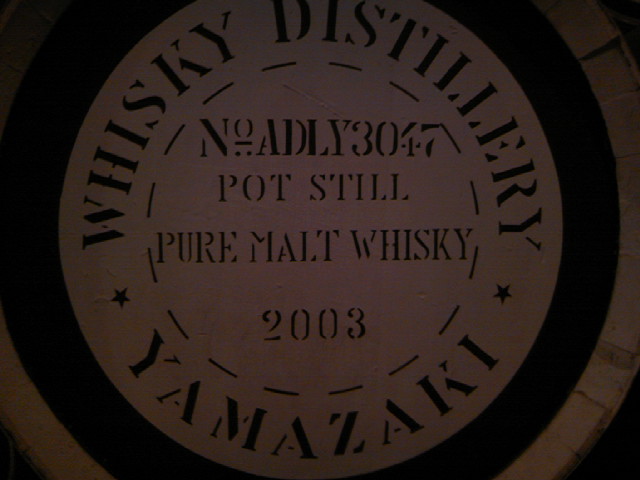 WHISKY DISTILLERY
NO ADLY3047
POT STILL
PURE MALT WHISKY
2003
YAMAZAKI